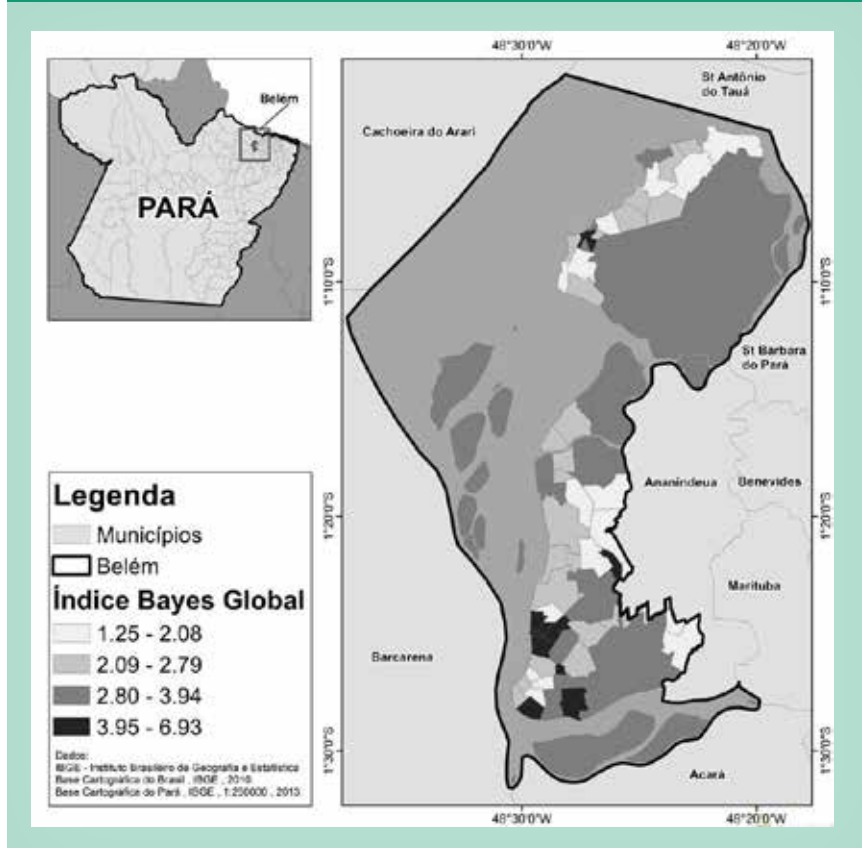 Belém
PARÁ
48°30'0"W
48°20'0"W
St Antônio
do Tauá
Cachoeira do Arari
1°10'0"S
1°10'0"S
St Bárbara
do Pará
Ananindeua
Benevides
1°20'0"S
1°20'0"S
Marituba
Barcarena
1°30'0"S
1°30'0"S
Acará
48°30'0"W
48°20'0"W
Legenda
Municípios
Belém
Índice Bayes Global
1.25 - 2.08
2.09 - 2.79
2.80 - 3.94
3.95 - 6.93
Dados:
IBGE - Instituto Brasileiro de Geografia e Estatística
Base Cartográfica do Brasil , IBGE , 2010
Base Cartográfica do Pará , IBGE , 1:250000 , 2013